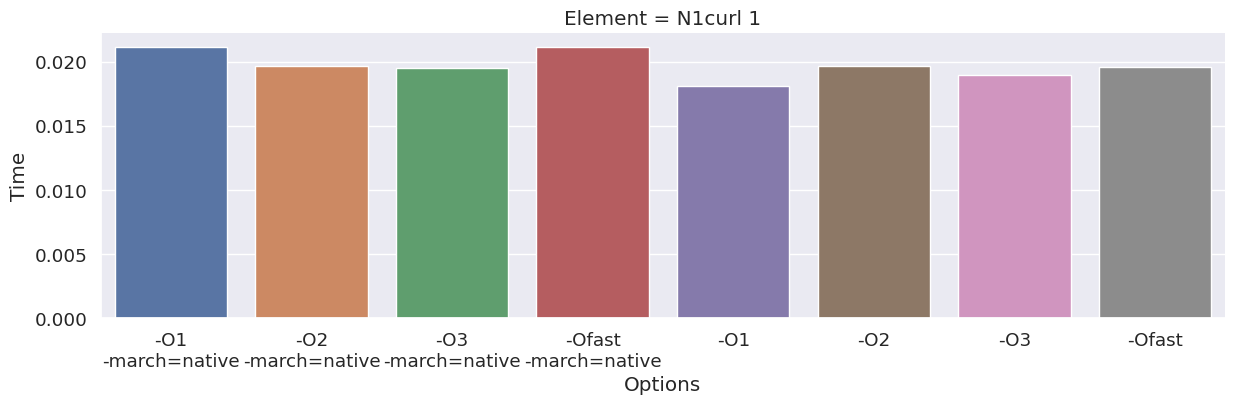 Element = N1curl 1
0.020
0.015
0.010
0.005
0.000
Time
-O1
-march=native
-O2
-march=native
-O3
-march=native
-Ofast
-march=native
-O1
-O2
-O3
-Ofast
Options